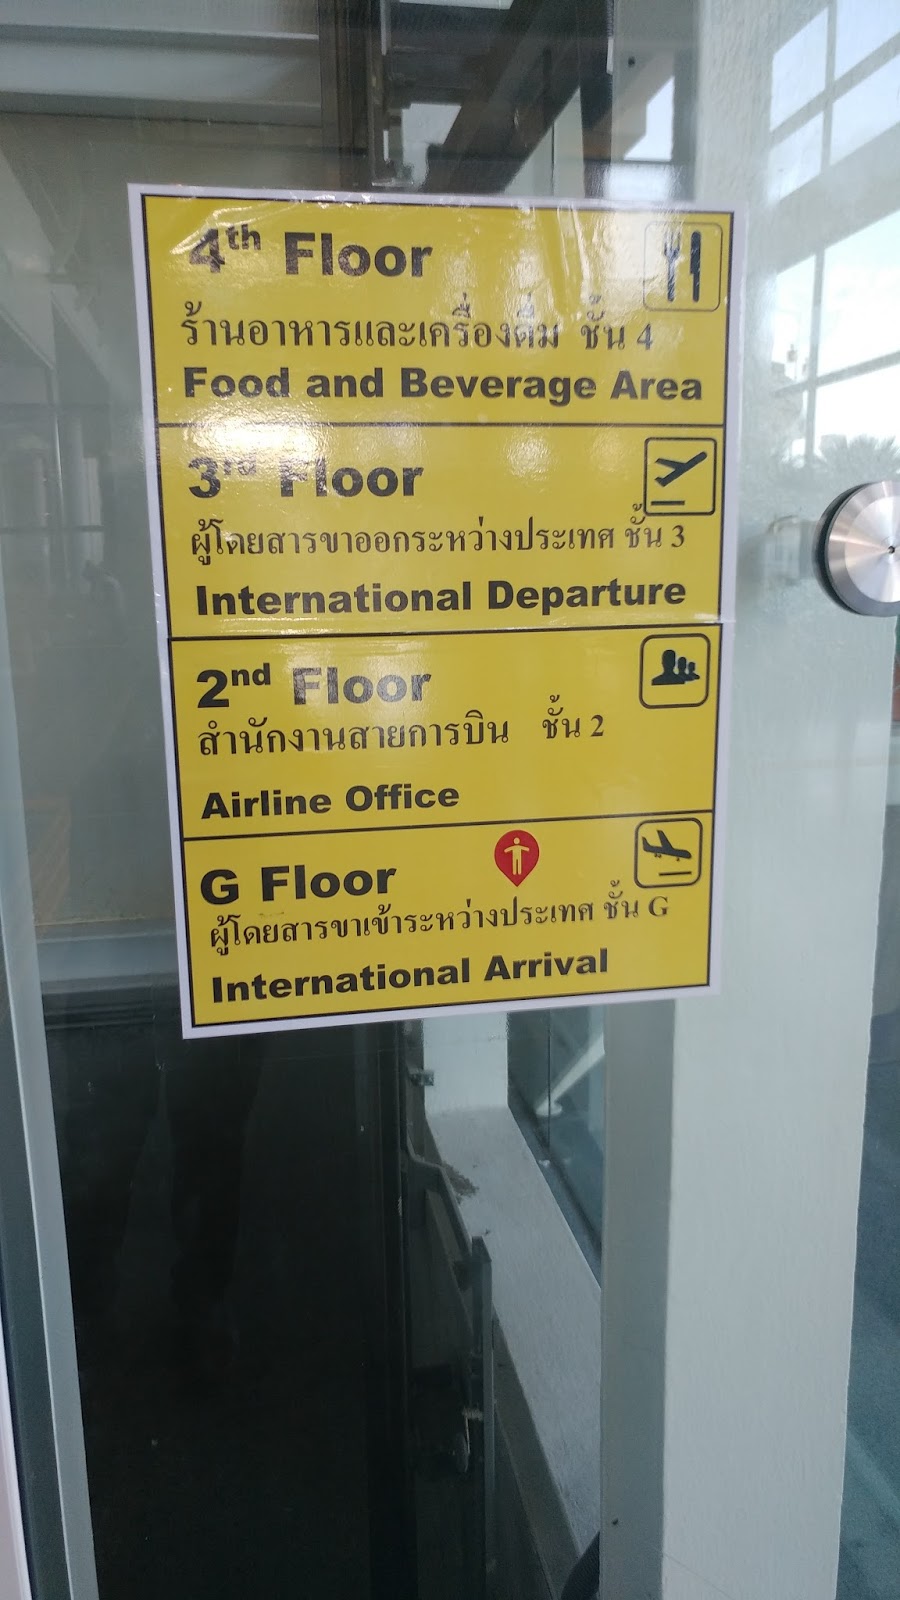 4th Floor
ร้านอาหารและเครื่องดื่ม ชั้น 4
Food and Beverage Area
3rd Floor
ผู้โดยสารขาออกระหว่างประเทศ ชั้น 3
International Departure
2nd Floor
สำนักงานสายการบิน ชั้น 2
Airline Office
G Floor
ผู้โดยสารขาเข้าระหว่างประเทศ ชั้น G
International Arrival